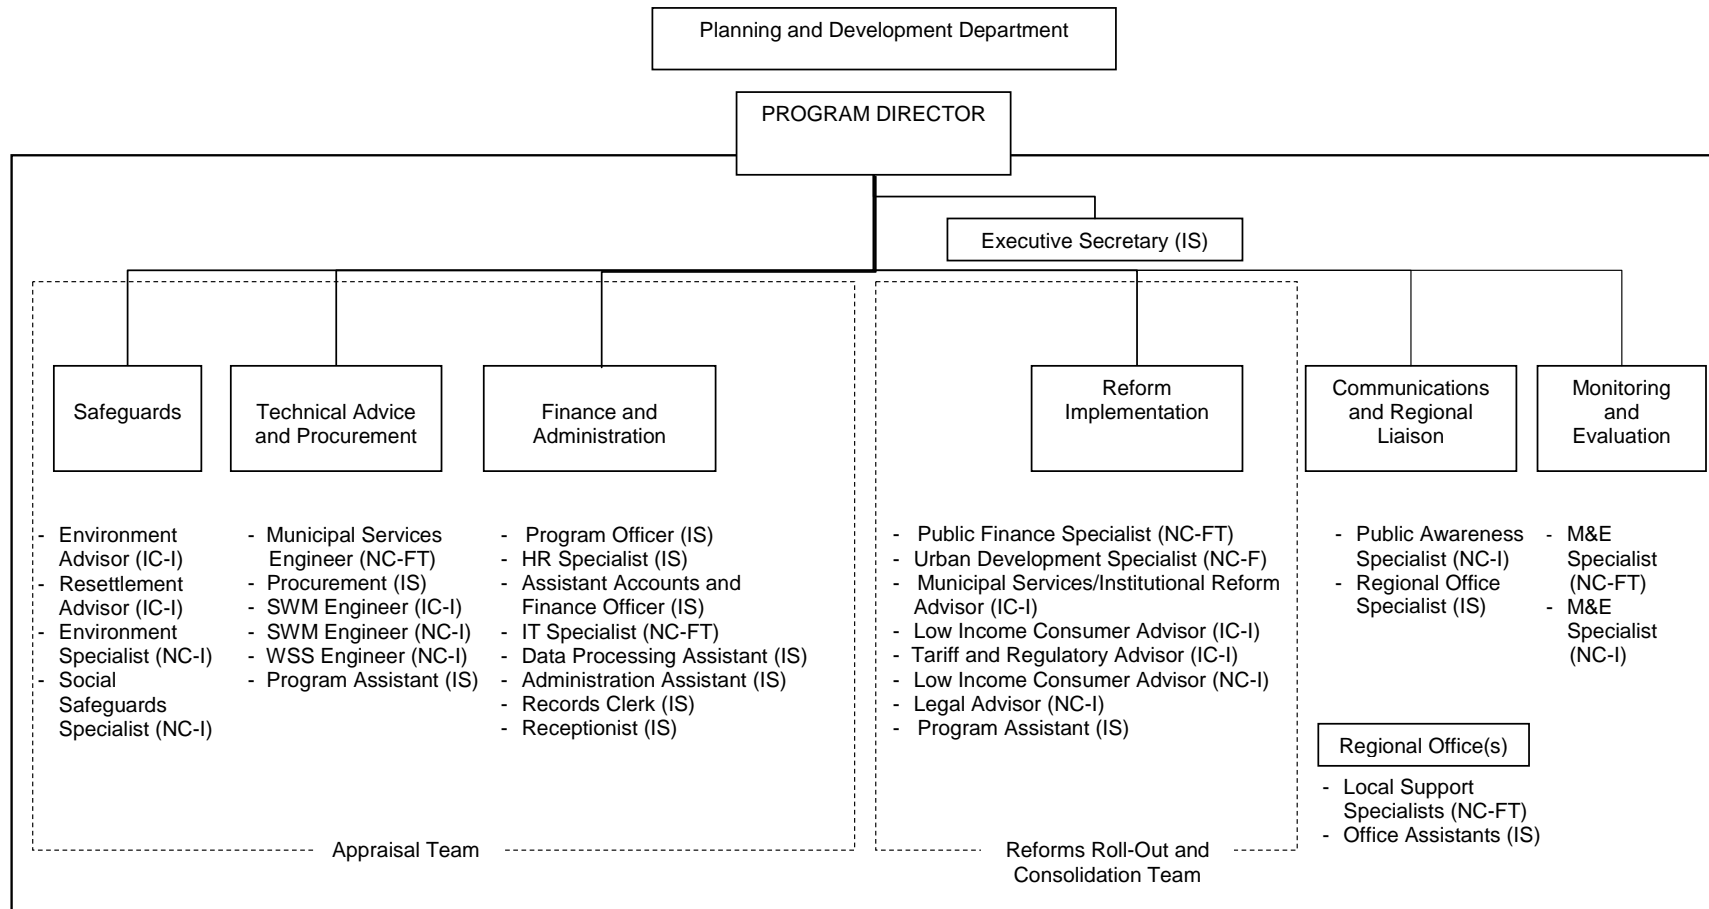 Planning and Development Department
PROGRAM DIRECTOR
Executive Secretary (IS)
Safeguards
- Environment
Advisor (IC-I)
- Resettlement
Advisor (IC-I)
- Environment
Specialist (NC-I)
- Social
Safeguards
Specialist (NC-I)
Technical Advice
and Procurement
- Municipal Services
Engineer (NC-FT)
- Procurement (IS)
- SWM Engineer (IC-I)
- SWM Engineer (NC-I)
- WSS Engineer (NC-I)
- Program Assistant (IS)
Finance and
Administration
- Program Officer (IS)
- HR Specialist (IS)
- Assistant Accounts and
Finance Officer (IS)
- IT Specialist (NC-FT)
- Data Processing Assistant (IS)
- Administration Assistant (IS)
- Records Clerk (IS)
- Receptionist (IS)
Appraisal Team
Reform
Implementation
- Public Finance Specialist (NC-FT)
- Urban Development Specialist (NC-F)
- Municipal Services/Institutional Reform
Advisor (IC-I)
- Low Income Consumer Advisor (IC-I)
- Tariff and Regulatory Advisor (IC-I)
- Low Income Consumer Advisor (NC-I)
- Legal Advisor (NC-I)
- Program Assistant (IS)
Reforms Roll-Out and
Consolidation Team
Communications
and Regional
Liaison
- Public Awareness
Specialist (NC-I)
- Regional Office
Specialist (IS)
Regional Office(s)
- Local Support
Specialists (NC-FT)
- Office Assistants (IS)
Monitoring
and
Evaluation
- M&E
Specialist
(NC-FT)
- M&E
Specialist
(NC-I)